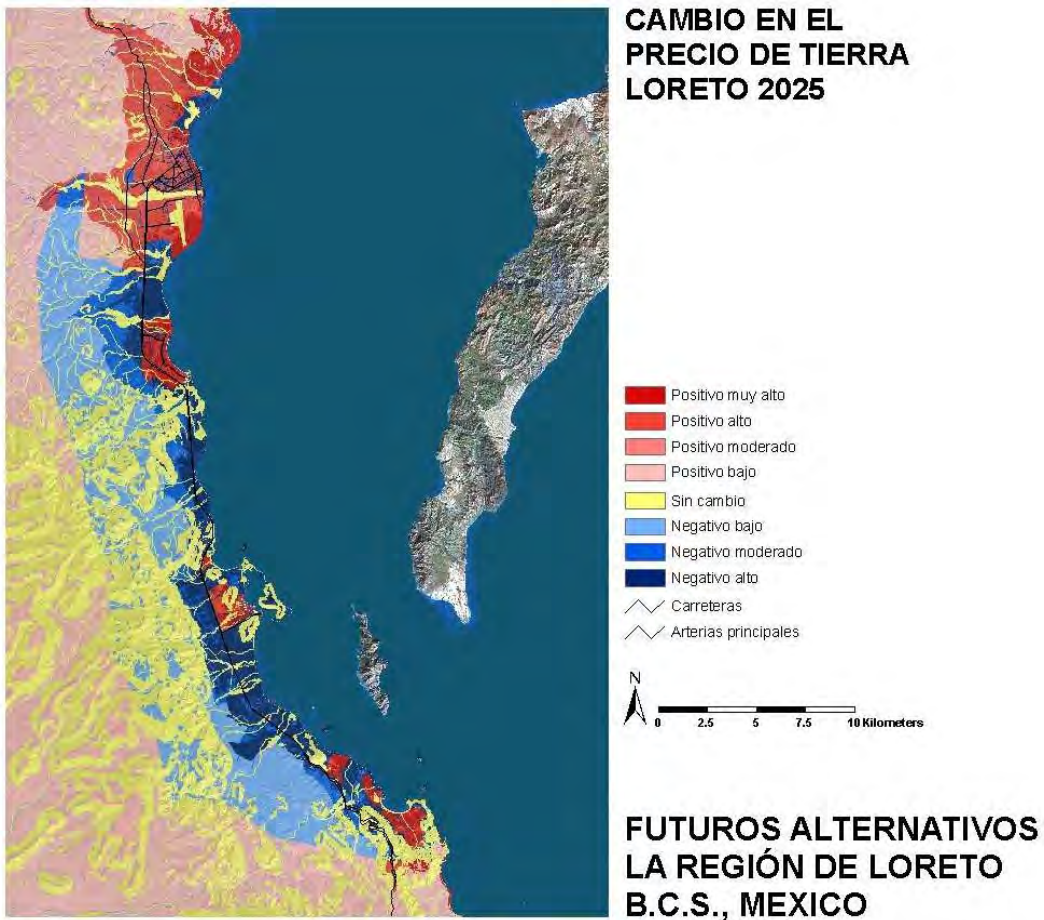 CAMBIO EN EL
PRECIO DE TIERRA
LORETO 2025
Positivo muy alto
Positivo alto
Positivo moderado
Positivo bajo
Sin cambio
Negativo bajo
Negativo moderado
Negativo alto
Carreteras
Arterias principales
N
0 2.5 5 7.5 10 Kilometers
FUTUROS ALTERNATIVOS
LA REGIÓN DE LORETO
B.C.S., MEXICO